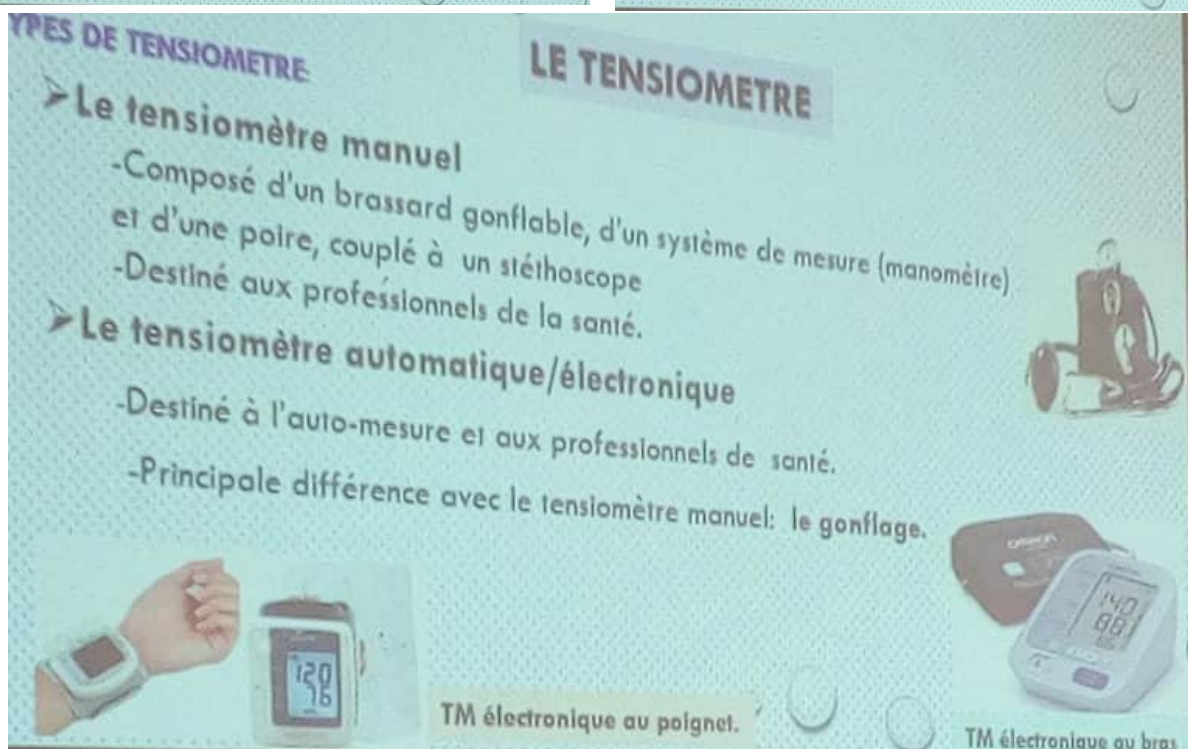 YPES DE TENSIOMETRE
LE TENSIOMETRE
➢Le tensiomètre manuel
-Composé d'un brassard gonflable, d'un système de mesure (manomètre)
et d'une poire, couplé à un stéthoscope
-Destiné aux professionnels de la santé.
➢Le tensiomètre automatique/électronique
-Destiné à l'auto-mesure et aux professionnels de santé.
-Principale différence avec le tensiomètre manuel: le gonflage.
OMRON
140
88
120
76
TM électronique au poignet.
TM électronique au bras